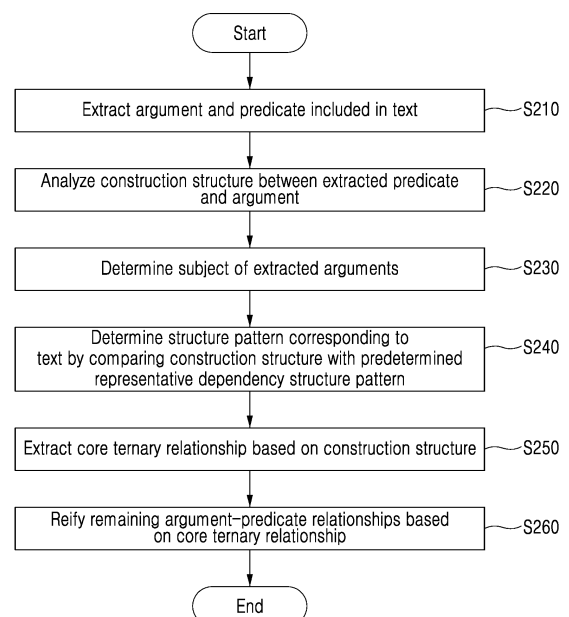 Start
Extract argument and predicate included in text
S210
Analyze construction structure between extracted predicate
and argument
S220
Determine subject of extracted arguments
S230
Determine structure pattern corresponding to
text by comparing construction structure with predetermined
representative dependency structure pattern
S240
Extract core ternary relationship based on construction structure
S250
Reify remaining argument-predicate relationships based
on core ternary relationship
S260
End